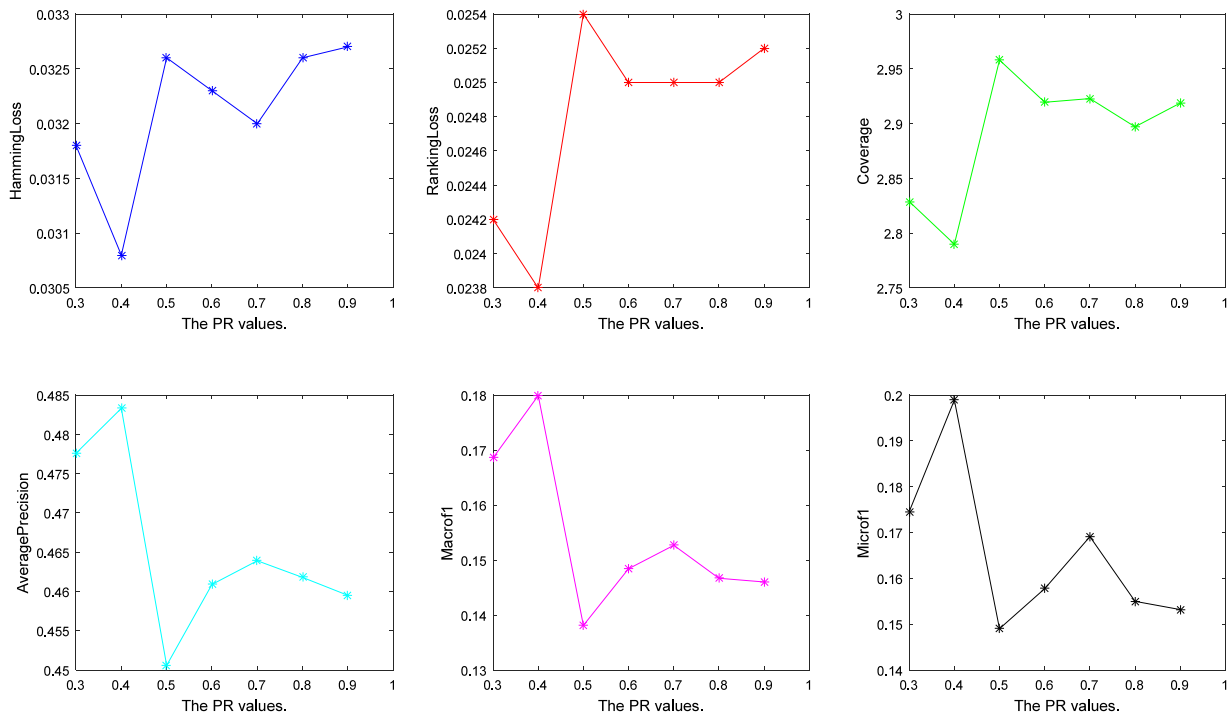 HammingLoss
0.033
0.0325
0.032
0.0315
0.031
0.0305
0.3 0.4 0.5 0.6 0.7 0.8 0.9 1
The PR values.
RankingLoss
0.0254
0.0252
0.025
0.0248
0.0246
0.0244
0.0242
0.024
0.0238
0.3 0.4 0.5 0.6 0.7 0.8 0.9 1
The PR values.
Coverage
3
2.95
2.9
2.85
2.8
2.75
0.3 0.4 0.5 0.6 0.7 0.8 0.9 1
The PR values.
AveragePrecision
0.485
0.48
0.475
0.47
0.465
0.46
0.455
0.45
0.3 0.4 0.5 0.6 0.7 0.8 0.9 1
The PR values.
Macrof1
0.18
0.17
0.16
0.15
0.14
0.13
0.3 0.4 0.5 0.6 0.7 0.8 0.9 1
The PR values.
Microf1
0.2
0.19
0.18
0.17
0.16
0.15
0.14
0.3 0.4 0.5 0.6 0.7 0.8 0.9 1
The PR values.